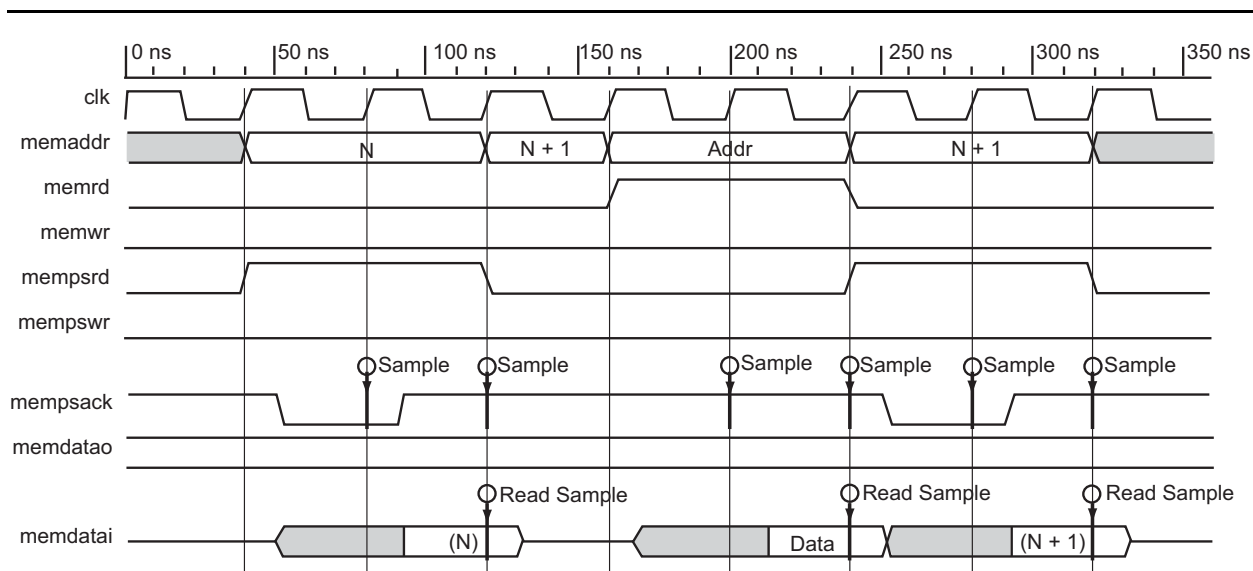 0 ns 50 ns 100 ns 150 ns 200 ns 250 ns 300 ns 350 ns
clk
memaddr N N + 1 Addr N + 1
memrd
memwr
mempsrd
mempswr
Sample Sample Sample Sample Sample Sample
mempsack
memdatao
Read Sample Read Sample Read Sample
memdatai (N) Data (N + 1)